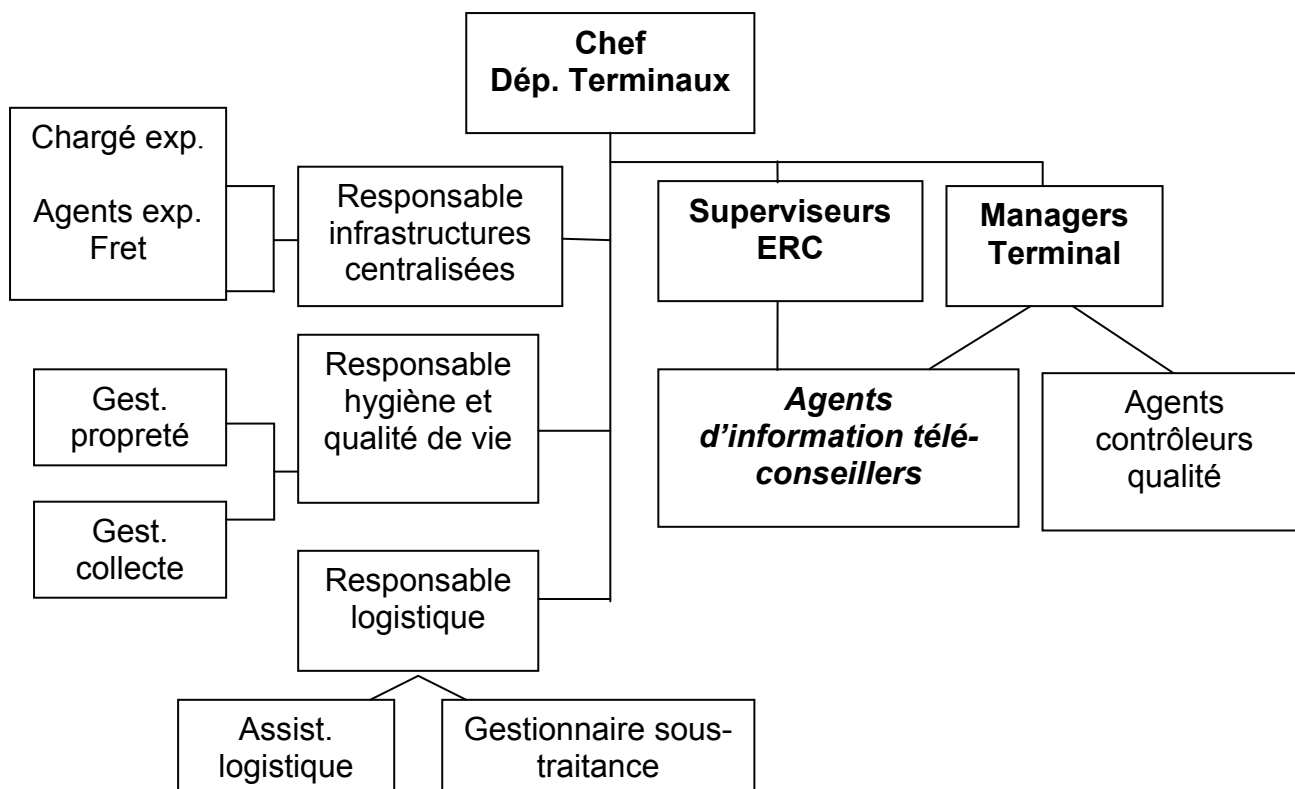 Chef
Dép. Terminaux
Chargé exp.
Agents exp.
Fret
Responsable
infrastructures
centralisées
Superviseurs
ERC
Managers
Terminal
Responsable
hygiène et
qualité de vie
Gest.
propreté
Gest.
collecte
Agents
d’information télé-
conseillers
Agents
contrôleurs
qualité
Responsable
logistique
Assist.
logistique
Gestionnaire sous-
traitance